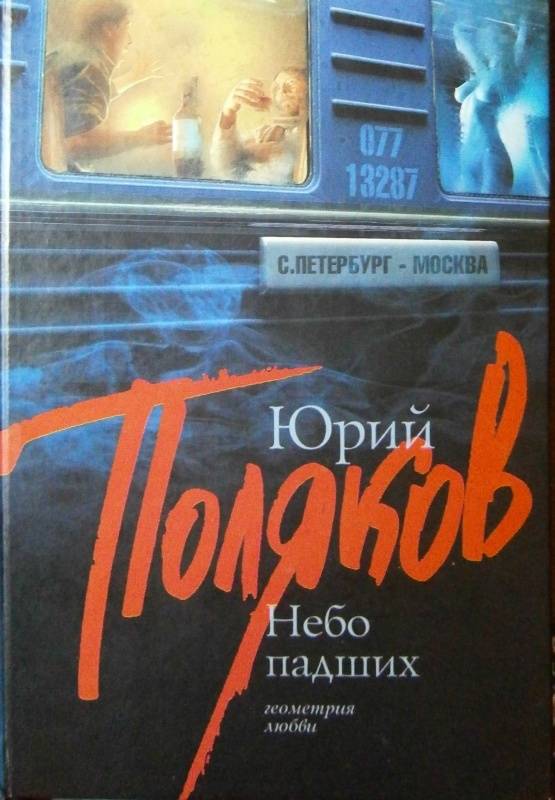 077
13287
С.ПЕТЕРБУРГ - МОСКВА
Юрий
Поляков
Небо
падших
геометрия
любви